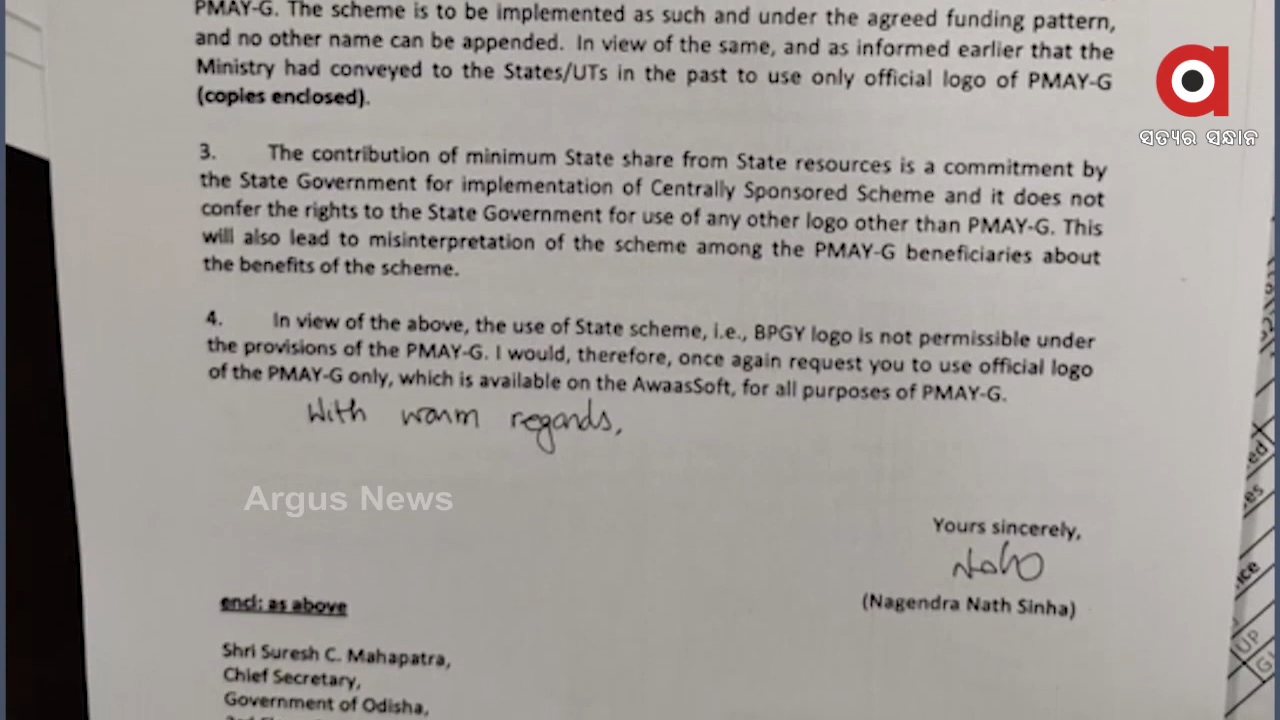 PMAY-G. The scheme is to be implemented as such and under the agreed funding pattern,
and no other name can be appended. In view of the same, and as informed earlier that the
Ministry had conveyed to the States/UTs in the past to use only official logo of PMAY-G
(copies enclosed).
ସତ୍ୟର ସନ୍ଧାନ
3. The contribution of minimum State share from State resources is a commitment by
the State Government for implementation of Centrally Sponsored Scheme and it does not
confer the rights to the State Government for use of any other logo other than PMAY-G. This
will also lead to misinterpretation of the scheme among the PMAY-G beneficiaries about
the benefits of the scheme.
4. In view of the above, the use of State scheme, i.e., BPGY logo is not permissible under
the provisions of the PMAY-G. I would, therefore, once again request you to use official logo
of the PMAY-G only, which is available on the AwaasSoft, for all purposes of PMAY-G.
With warm regards,
Argus News
Yours sincerely,
(Nagendra Nath Sinha)
encl: as above
Shri Suresh C. Mahapatra,
Chief Secretary,
Government of Odisha,
UP